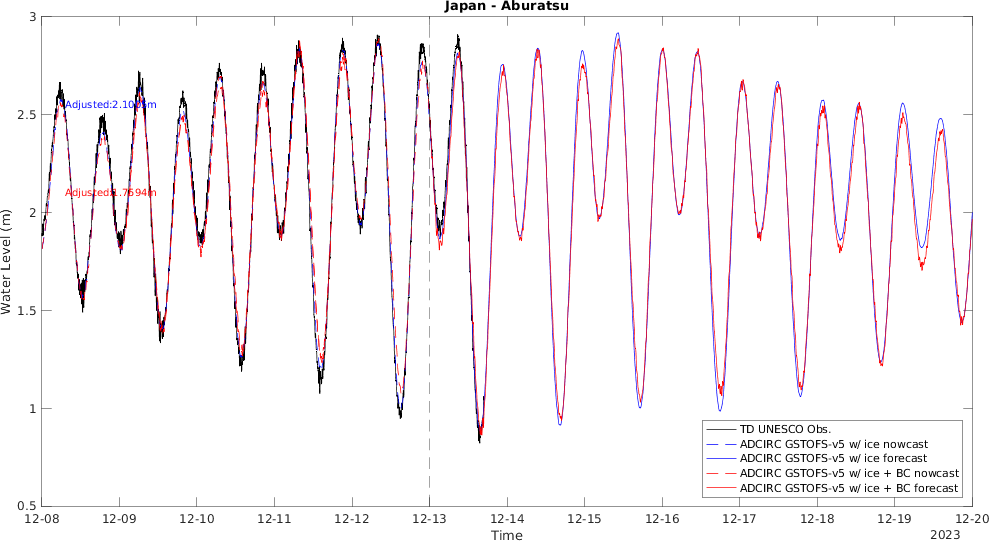 Japan - Aburatsu
Water Level (m)
3
2.5
2
1.5
1
0.5
Adjusted:2.10
m
Adjusted:1.7594m
TD UNESCO Obs.
ADCIRC GSTOFS-v5 w/ ice nowcast
ADCIRC GSTOFS-v5 w/ ice forecast
ADCIRC GSTOFS-v5 w/ ice + BC nowcast
ADCIRC GSTOFS-v5 w/ ice + BC forecast
12-08 12-09 12-10 12-11 12-12 12-13 12-14 12-15 12-16 12-17 12-18 12-19 12-20
Time
2023